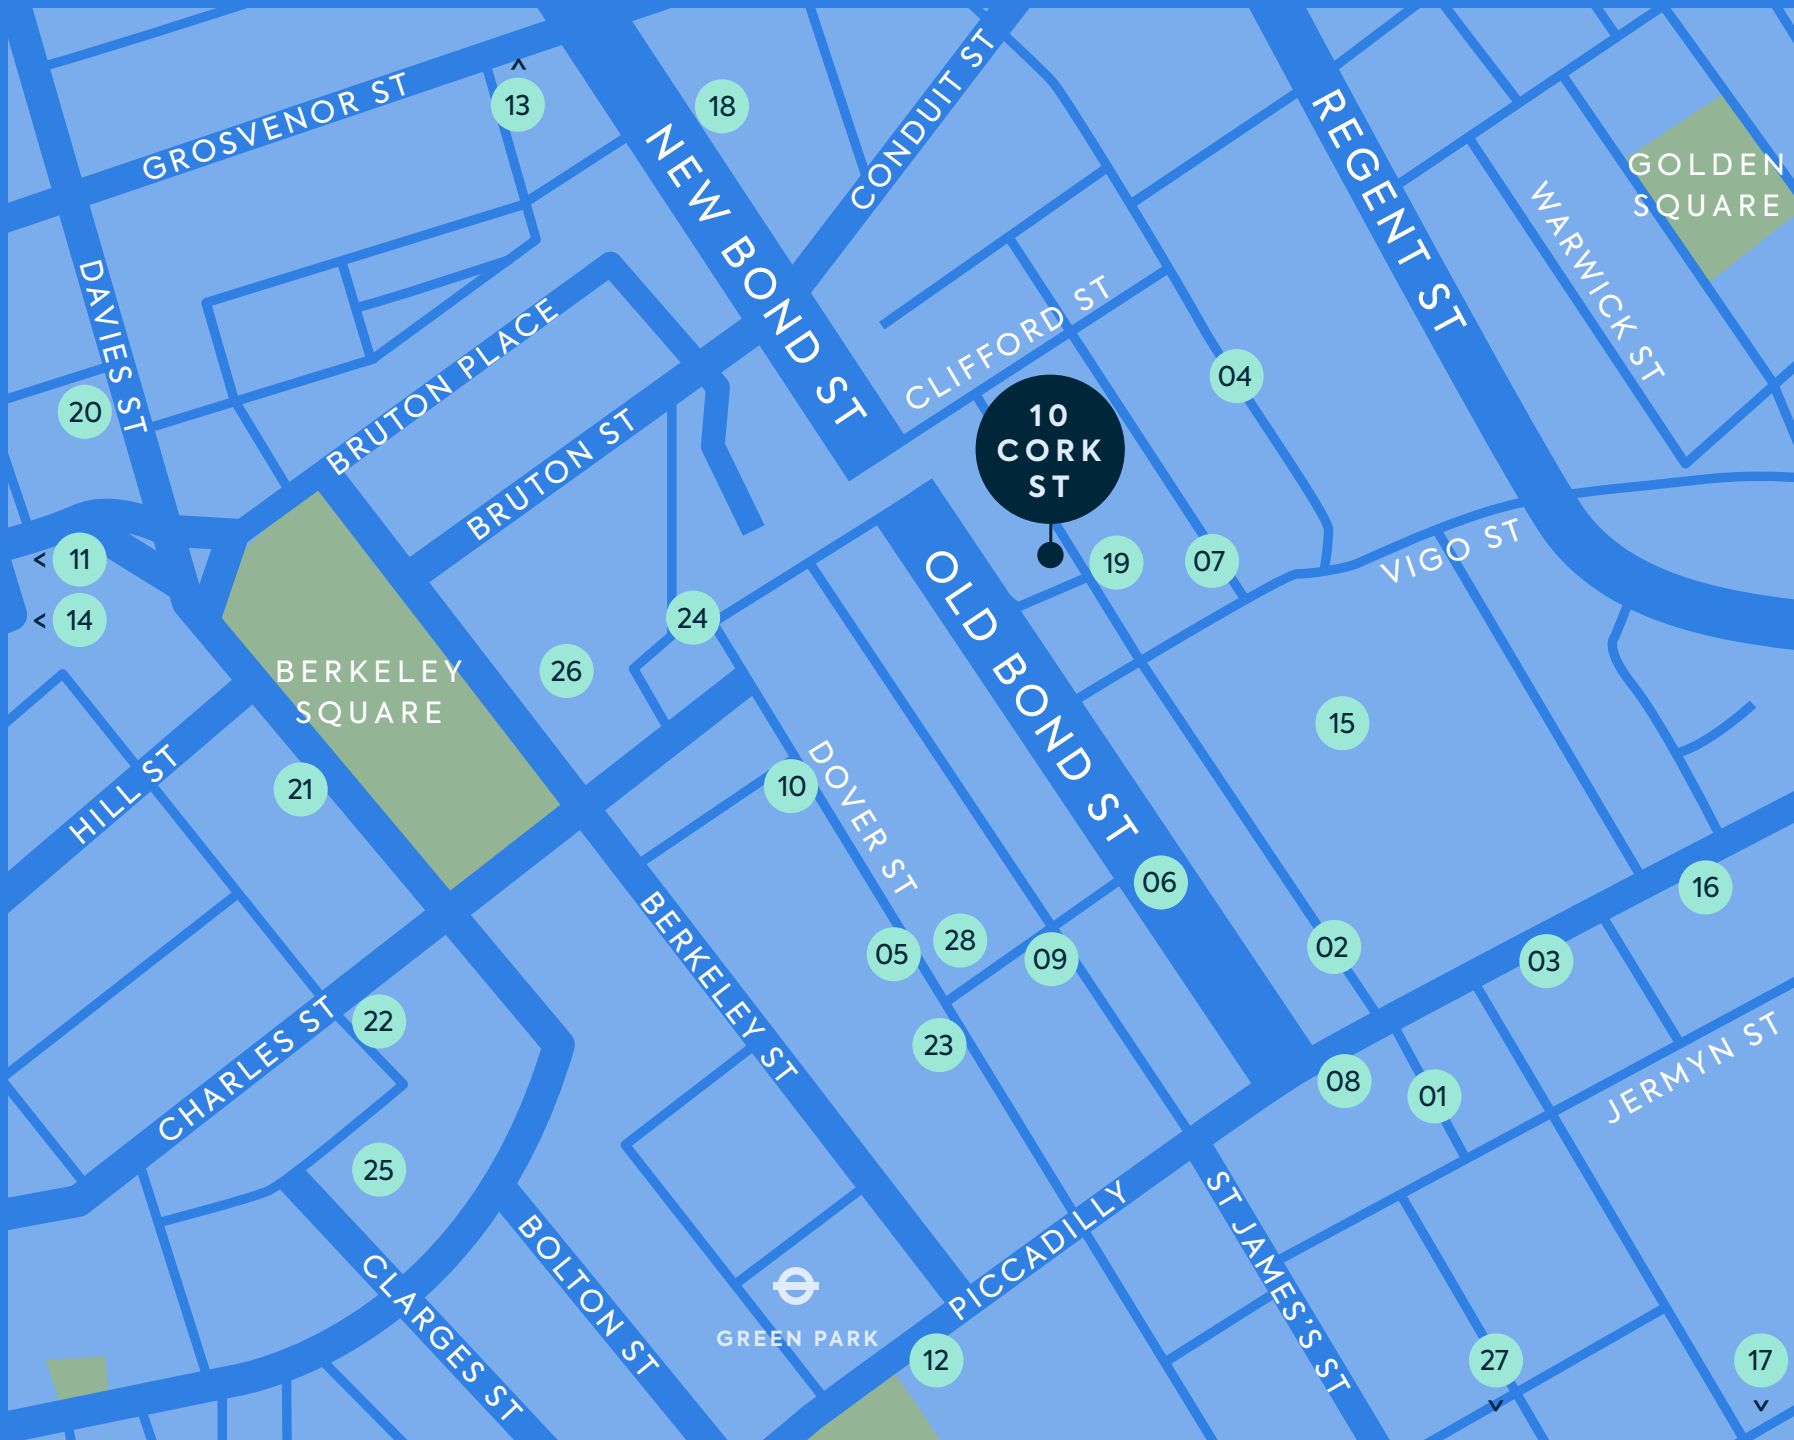 GROSVENOR ST
^
13
18
CONDUIT ST
NEW BOND ST
REGENT ST
GOLDEN
SQUARE
WARWICK ST
DAVIES ST
20
BRUTON PLACE
BRUTON ST
CLIFFORD ST
04
10
CORK
ST
< 11
< 14
19
07
VIGO ST
24
26
OLD BOND ST
BERKELEY
SQUARE
15
HILL ST
21
10
DOVER ST
06
16
BERKELEY ST
05
28
09
02
03
22
CHARLES ST
23
08
01
JERMYN ST
25
CLARGES ST
BOLTON ST
PICCADILLY
ST JAMES'S ST
GREEN PARK
12
27
v
17
v